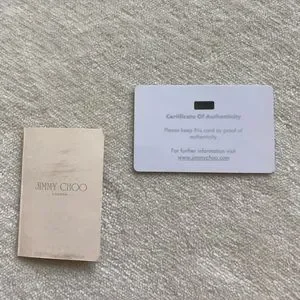 JIMMY CHOO
LONDON
Certificate Of Authenticity
Please keep this card as proof of
authenticity.
For further information visit
www.jimmychoo.com